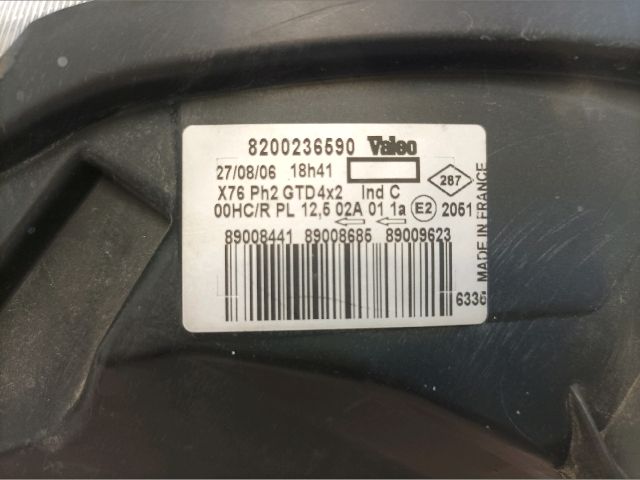 8200236590 Valeo
27/08/06 18h41
X76 Ph2 GTD4x2 Ind C
287
00HC/R PL 12,5 02A 01 1a E2 2051
89008441 89008685 89009623
6336
MADE IN FRANCE